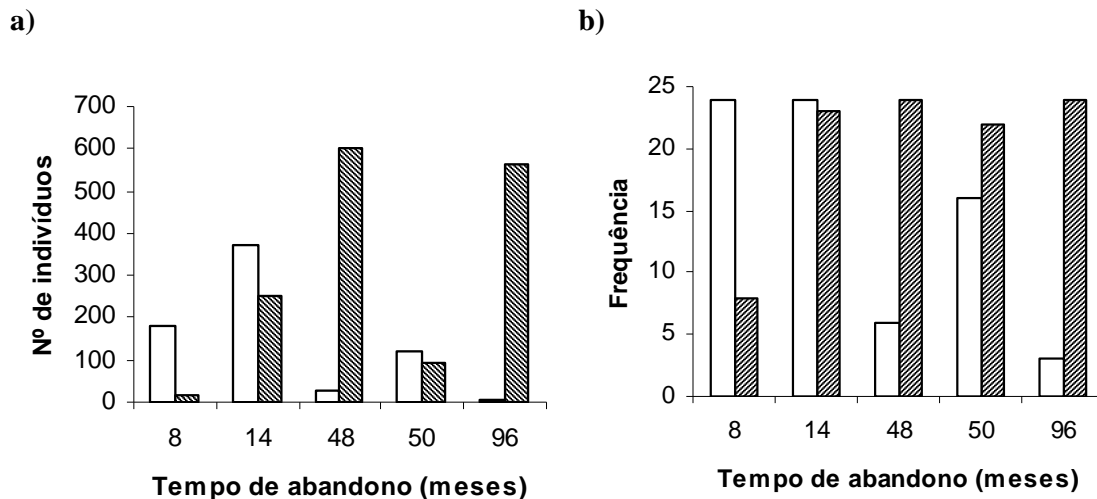 a)
b)
700
600
500
400
300
200
100
0
Nº de indivíduos
8 14 48 50 96
Tempo de abandono (meses)
25
20
15
10
5
0
Frequência
8 14 48 50 96
Tempo de abandono (meses)